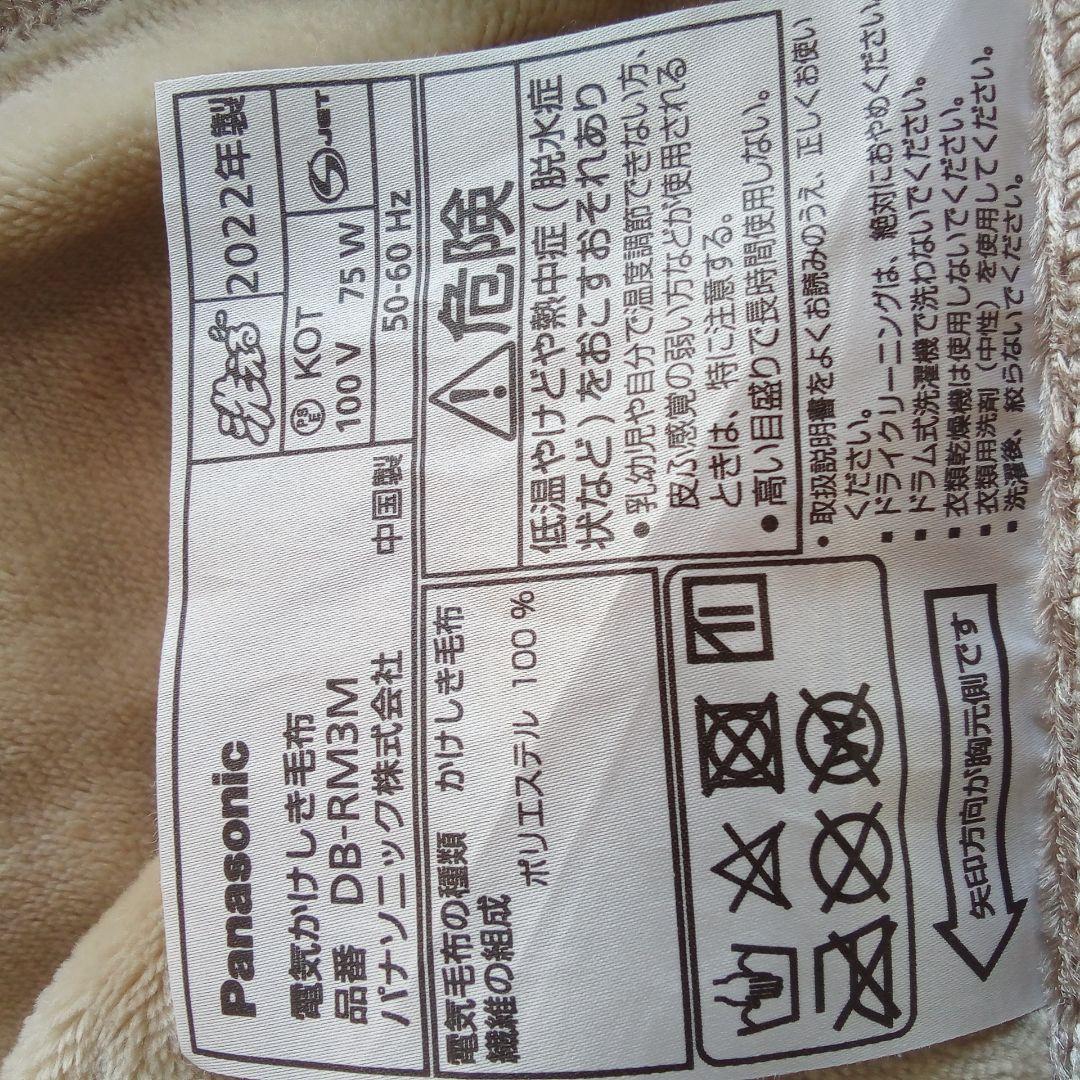 Panasonic
電気かけしき毛布
品番 DB-RM3M
パナソニック株式会社 中国製
洗える
2022年製
PSE KOT
JET
100V 75W
50-60 Hz
電気毛布の種類 かけしき毛布
繊維の組成
ポリエステル 100%
危険
低温やけどや熱中症(脱水症
状など)をおこすおそれあり
●乳幼児や自分で温度調節できない方、
皮ふ感覚の弱い方などが使用される
ときは、特に注意する。
●高い目盛りで長時間使用しない。
●取扱説明書をよくお読みのうえ、正しくお使い
ください。
■ドライクリーニングは、絶対におやめください。
■ドラム式洗濯機で洗わないでください。
■衣類乾燥機は使用しないでください。
■衣類用洗剤(中性)を使用してください。
■洗濯後、絞らないでください。
W
矢印方向が胸元側です